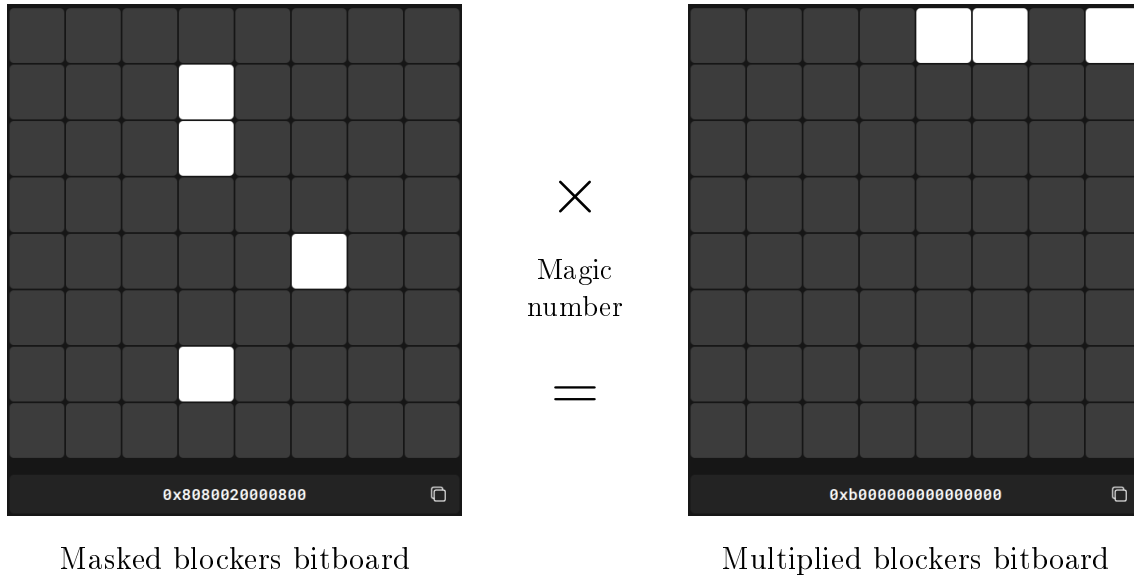 ×
Magic
number
=
0x8080020000800
0xb000000000000000
Masked blockers bitboard
Multiplied blockers bitboard